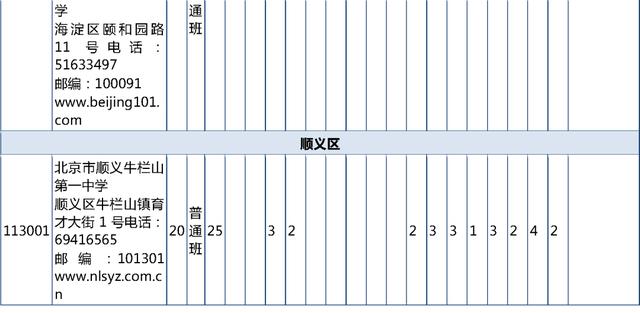 学
海淀区颐和园路
11 号电话：
51633497
邮编：100091
www.beijing101.
com
通
班
顺义区
113001
北京市顺义牛栏山
第一中学
顺义区牛栏山镇育
才大街 1 号电话：
69416565
邮编:101301
www.nlsyz.com.c
n
20
普
通
班
25
3
2
2
3
3
1
3
2
4
2